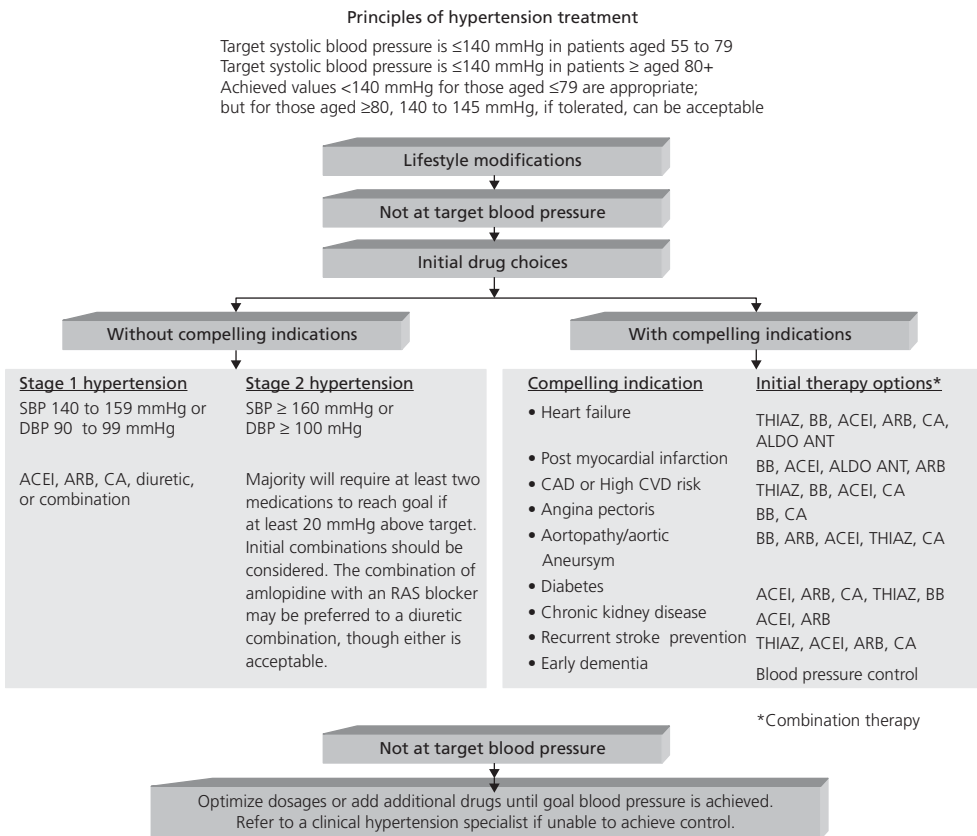 Principles of hypertension treatment
Target systolic blood pressure is ≤140 mmHg in patients aged 55 to 79
Target systolic blood pressure is ≤140 mmHg in patients ≥ aged 80+
Achieved values <140 mmHg for those aged ≤79 are appropriate;
but for those aged ≥80, 140 to 145 mmHg, if tolerated, can be acceptable
Lifestyle modifications
Not at target blood pressure
Initial drug choices
Without compelling indications
Stage 1 hypertension
SBP 140 to 159 mmHg or
DBP 90 to 99 mmHg
ACEI, ARB, CA, diuretic,
or combination
Stage 2 hypertension
SBP ≥ 160 mmHg or
DBP ≥ 100 mHg
Majority will require at least two
medications to reach goal if
at least 20 mmHg above target.
Initial combinations should be
considered. The combination of
amlopidine with an RAS blocker
may be preferred to a diuretic
combination, though either is
acceptable.
With compelling indications
Compelling indication
• Heart failure
• Post myocardial infarction
• CAD or High CVD risk
• Angina pectoris
• Aortopathy/aortic
Aneursym
• Diabetes
• Chronic kidney disease
• Recurrent stroke prevention
• Early dementia
Initial therapy options*
THIAZ, BB, ACEI, ARB, CA,
ALDO ANT
BB, ACEI, ALDO ANT, ARB
THIAZ, BB, ACEI, CA
BB, CA
BB, ARB, ACEI, THIAZ, CA
ACEI, ARB, CA, THIAZ, BB
ACEI, ARB
THIAZ, ACEI, ARB, CA
Blood pressure control
*Combination therapy
Not at target blood pressure
Optimize dosages or add additional drugs until goal blood pressure is achieved.
Refer to a clinical hypertension specialist if unable to achieve control.